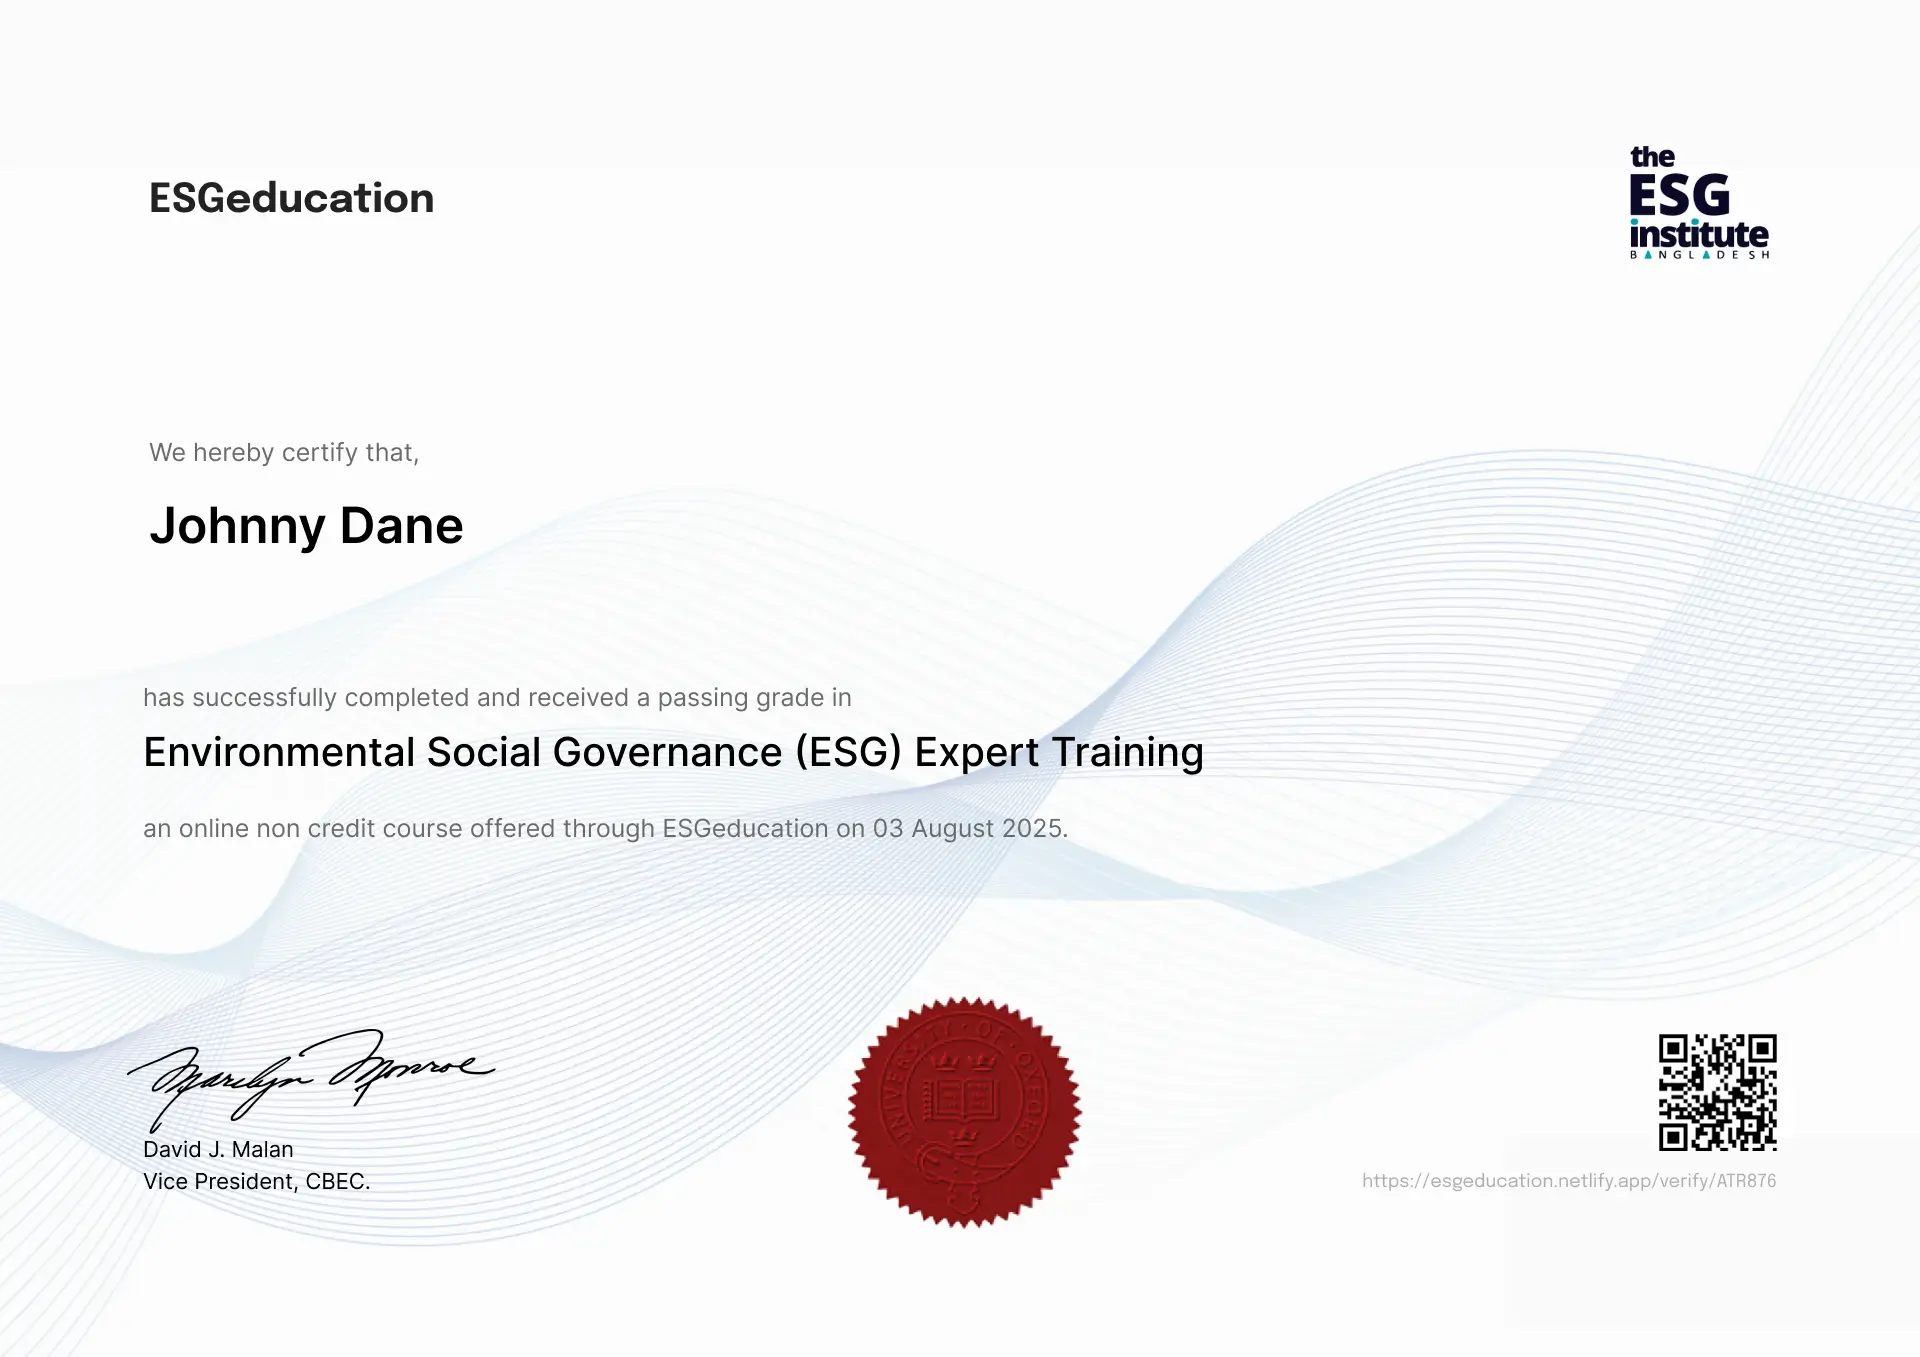 ESGeducation
the
ESG
institute
BANGLADESH
We hereby certify that,
Johnny Dane
has successfully completed and received a passing grade in
Environmental Social Governance (ESG) Expert Training
an online non credit course offered through ESGeducation on 03 August 2025.
Marilyn Monroe
David J. Malan
Vice President, CBEC.
UNIVERSITY · OF · OXFORD
https://esgeducation.netlify.app/verify/ATR876